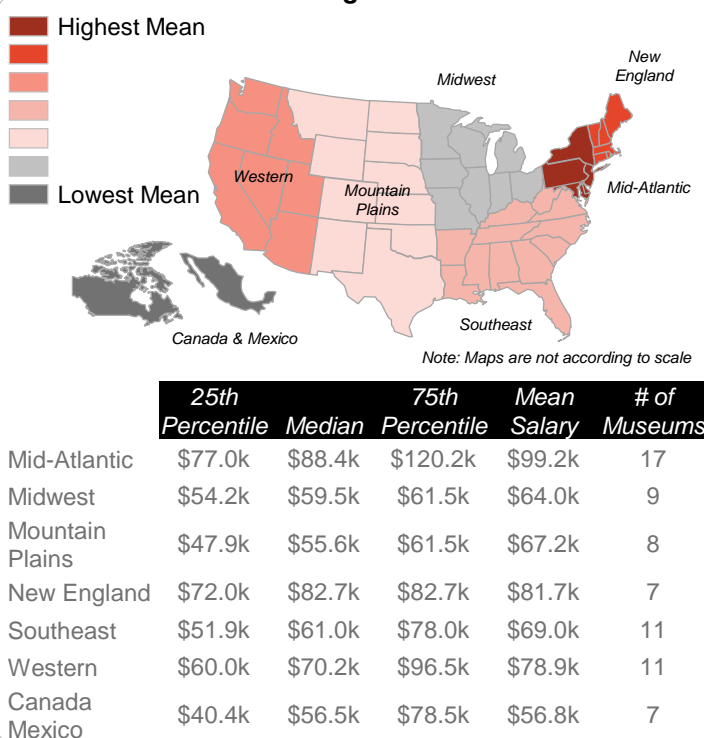 Highest Mean
Lowest Mean
New
England
Midwest
Western
Mountain
Plains
Mid-Atlantic
Southeast
Canada & Mexico
Note: Maps are not according to scale
25th Percentile Median 75th Percentile Mean Salary # of Museums
Mid-Atlantic $77.0k $88.4k $120.2k $99.2k 17
Midwest $54.2k $59.5k $61.5k $64.0k 9
Mountain Plains $47.9k $55.6k $61.5k $67.2k 8
New England $72.0k $82.7k $82.7k $81.7k 7
Southeast $51.9k $61.0k $78.0k $69.0k 11
Western $60.0k $70.2k $96.5k $78.9k 11
Canada Mexico $40.4k $56.5k $78.5k $56.8k 7